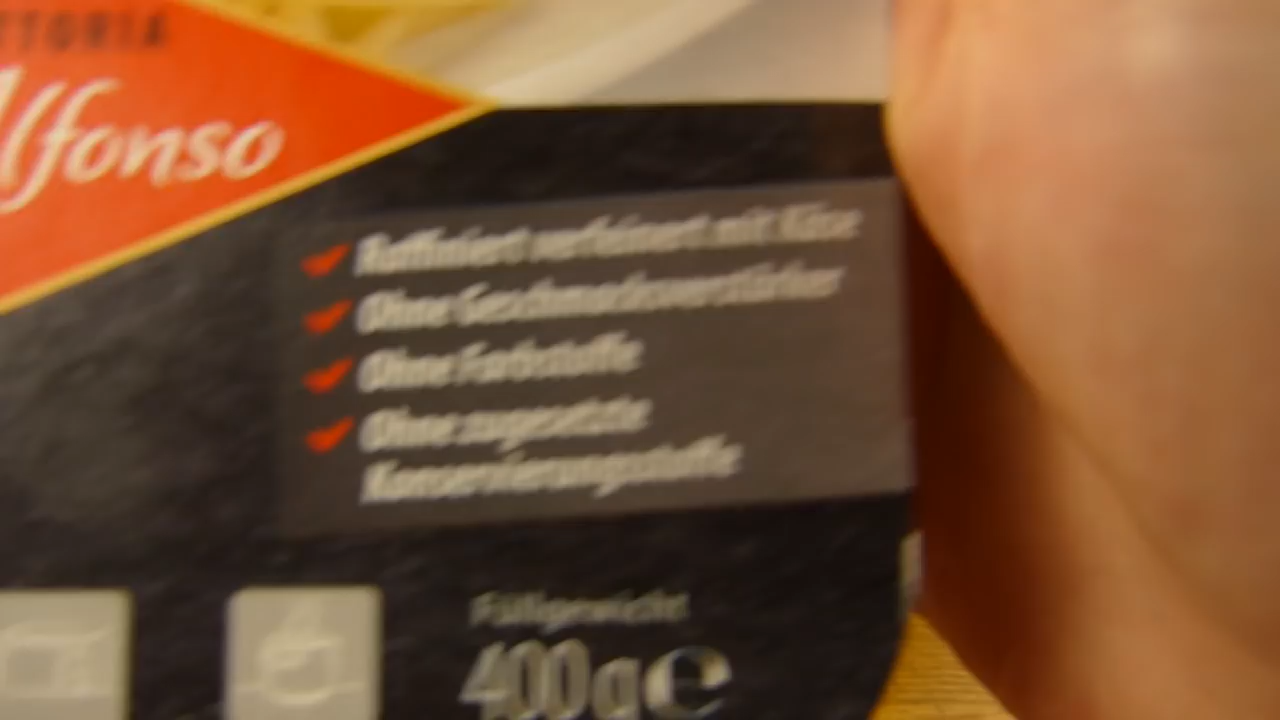 TTORIA
lfonso
Raffiniert verfeinert mit Käse
Ohne Geschmacksverstärker
Ohne Farbstoffe
Ohne zugesetzte
Konservierungsstoffe
Füllgewicht
400g e